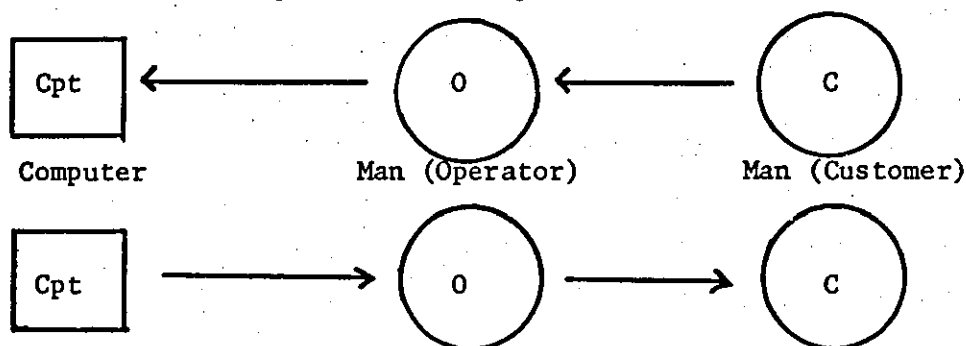 Cpt O C
Computer Man (Operator) Man (Customer)
Cpt O C